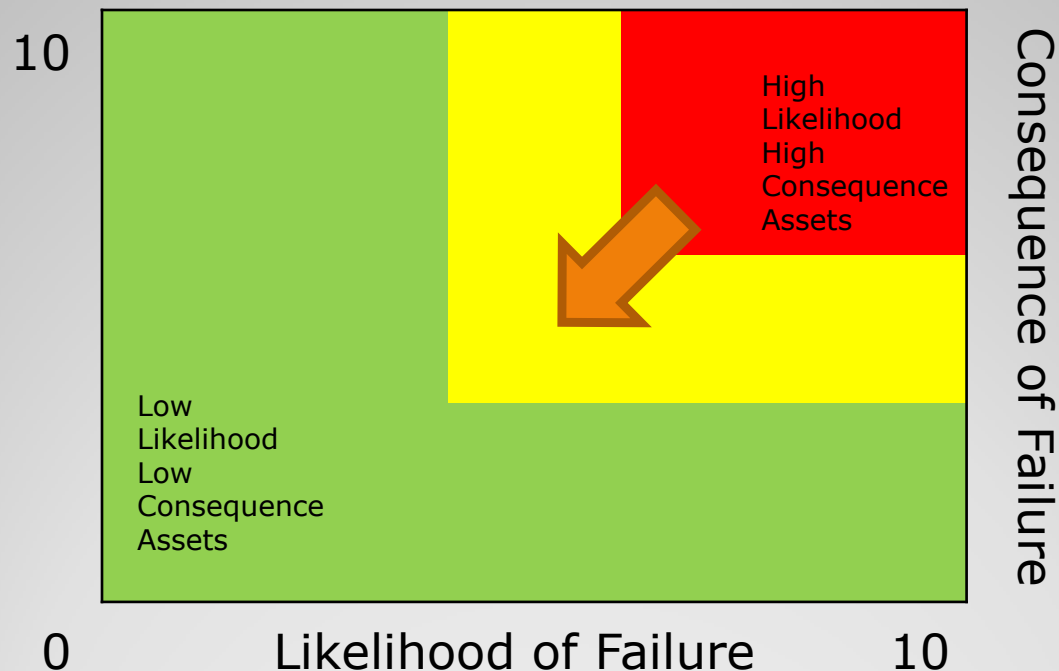 10
High
Likelihood
High
Consequence
Assets
Consequence of Failure
Low
Likelihood
Low
Consequence
Assets
0
Likelihood of Failure
10